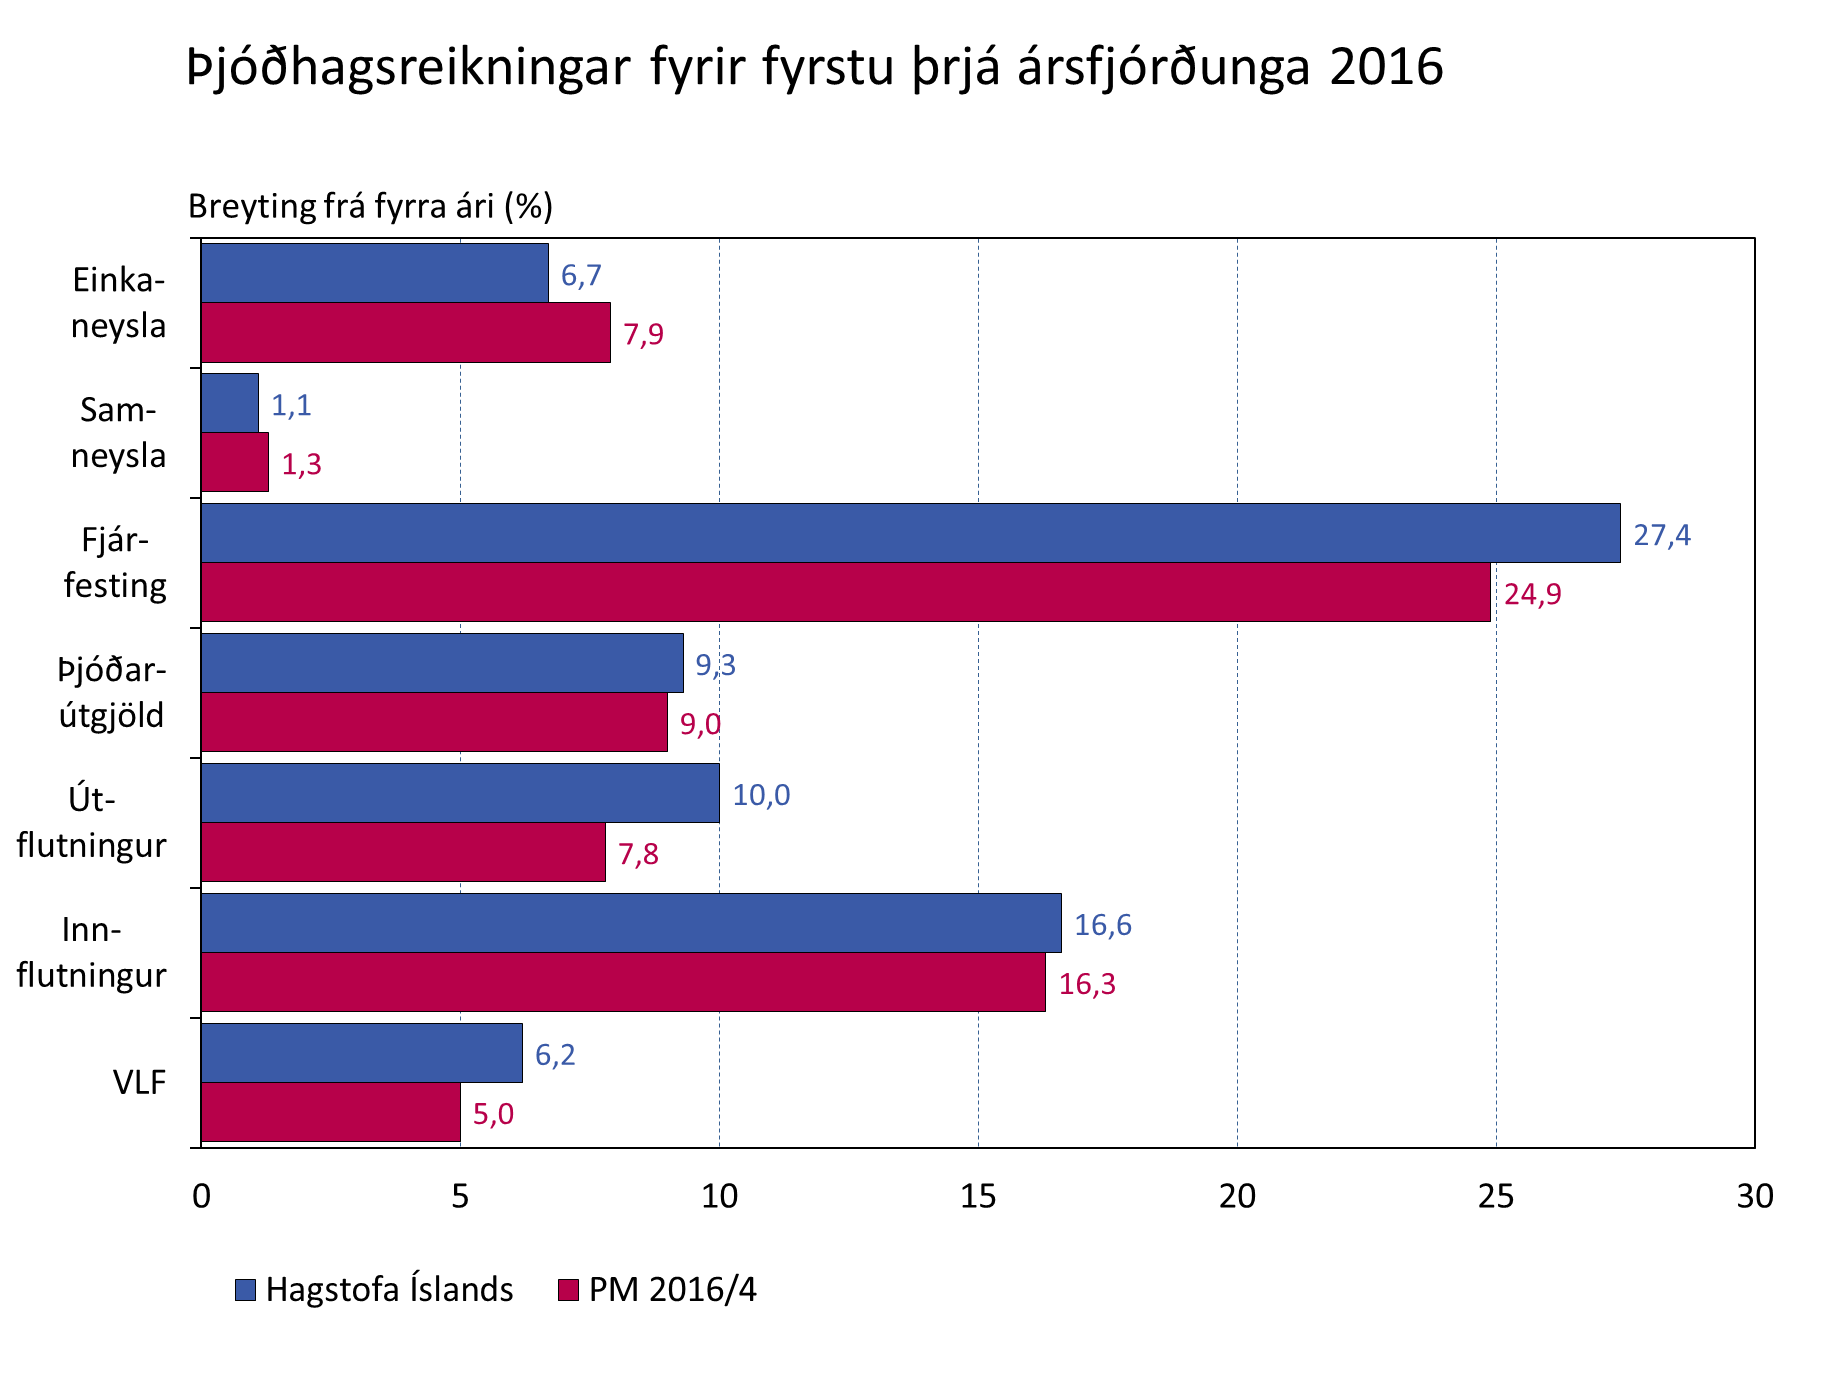 Þjóðhagsreikningar fyrir fyrstu þrjá ársfjórðunga 2016
Breyting frá fyrra ári (%)
Einka-
neysla
6,7
7,9
Sam-
neysla
1,1
1,3
Fjár-
festing
27,4
24,9
Þjóðar-
útgjöld
9,3
9,0
Út-
flutningur
10,0
7,8
Inn-
flutningur
16,6
16,3
VLF
6,2
5,0
0 5 10 15 20 25 30
Hagstofa Íslands PM 2016/4